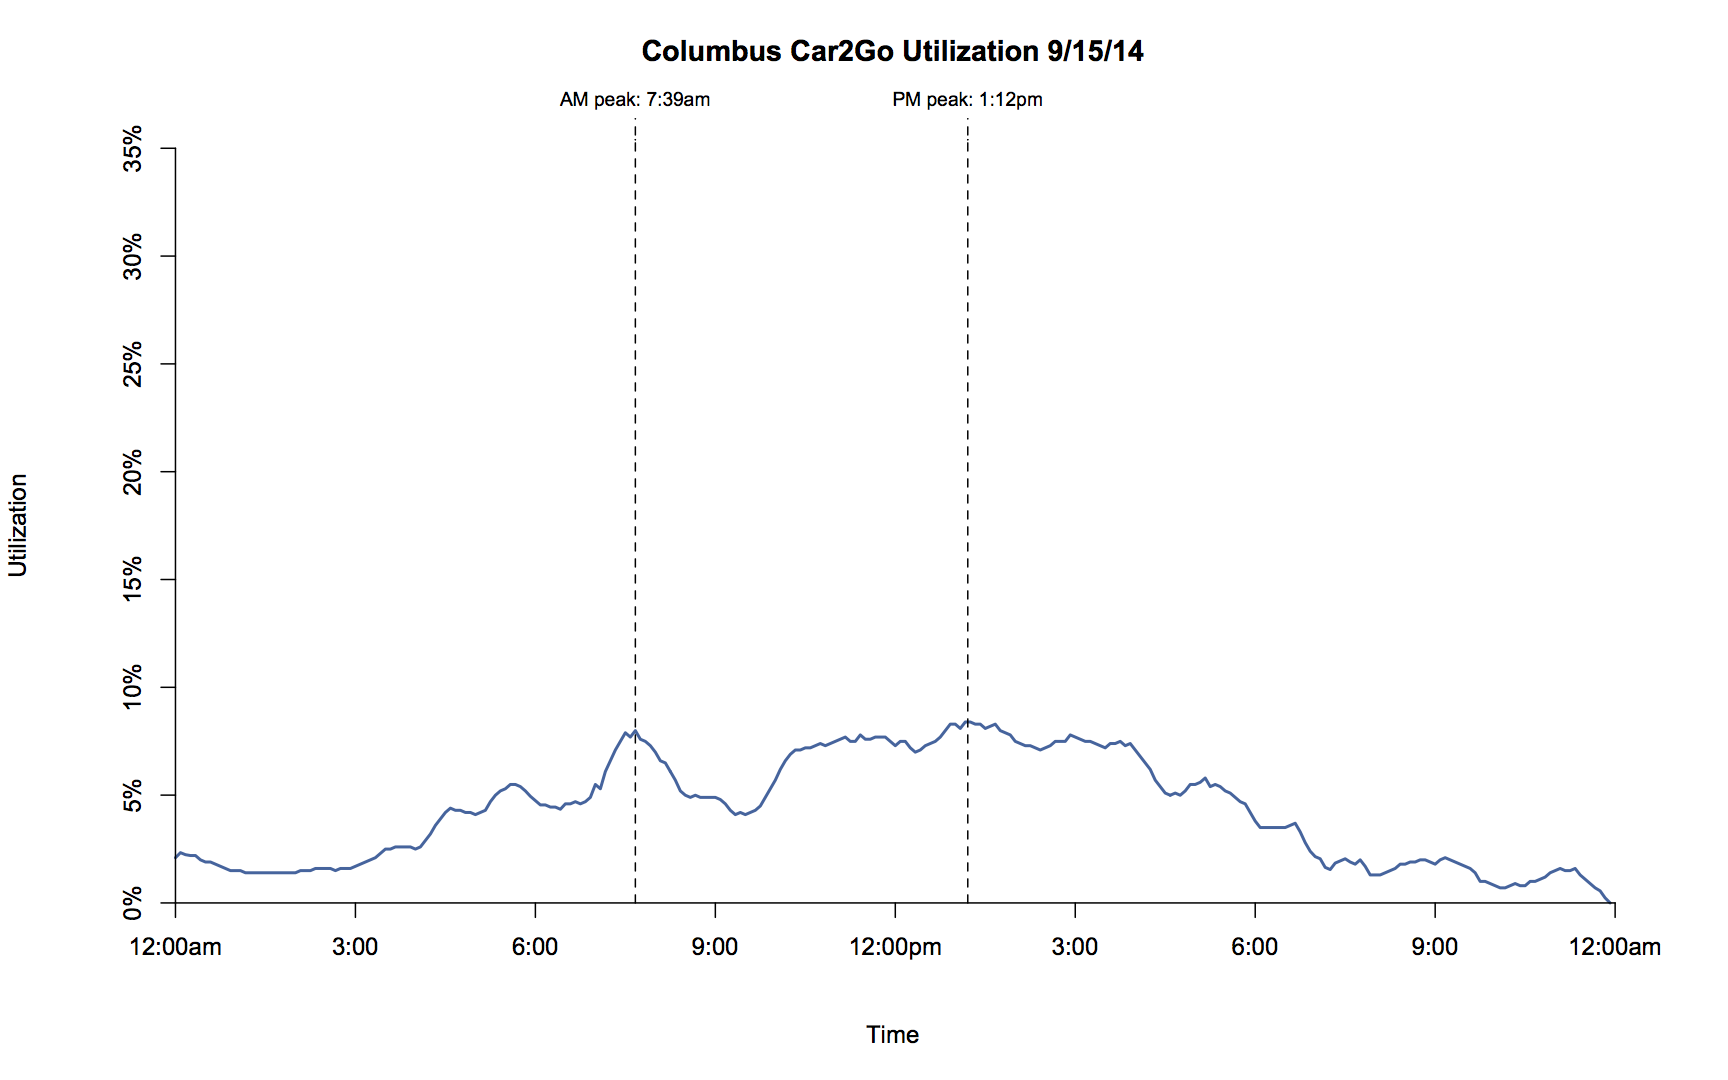 Columbus Car2Go Utilization 9/15/14
AM peak: 7:39am
PM peak: 1:12pm
35%
30%
25%
20%
15%
10%
5%
0%
Utilization
12:00am
3:00
6:00
9:00
12:00pm
3:00
6:00
9:00
12:00am
Time